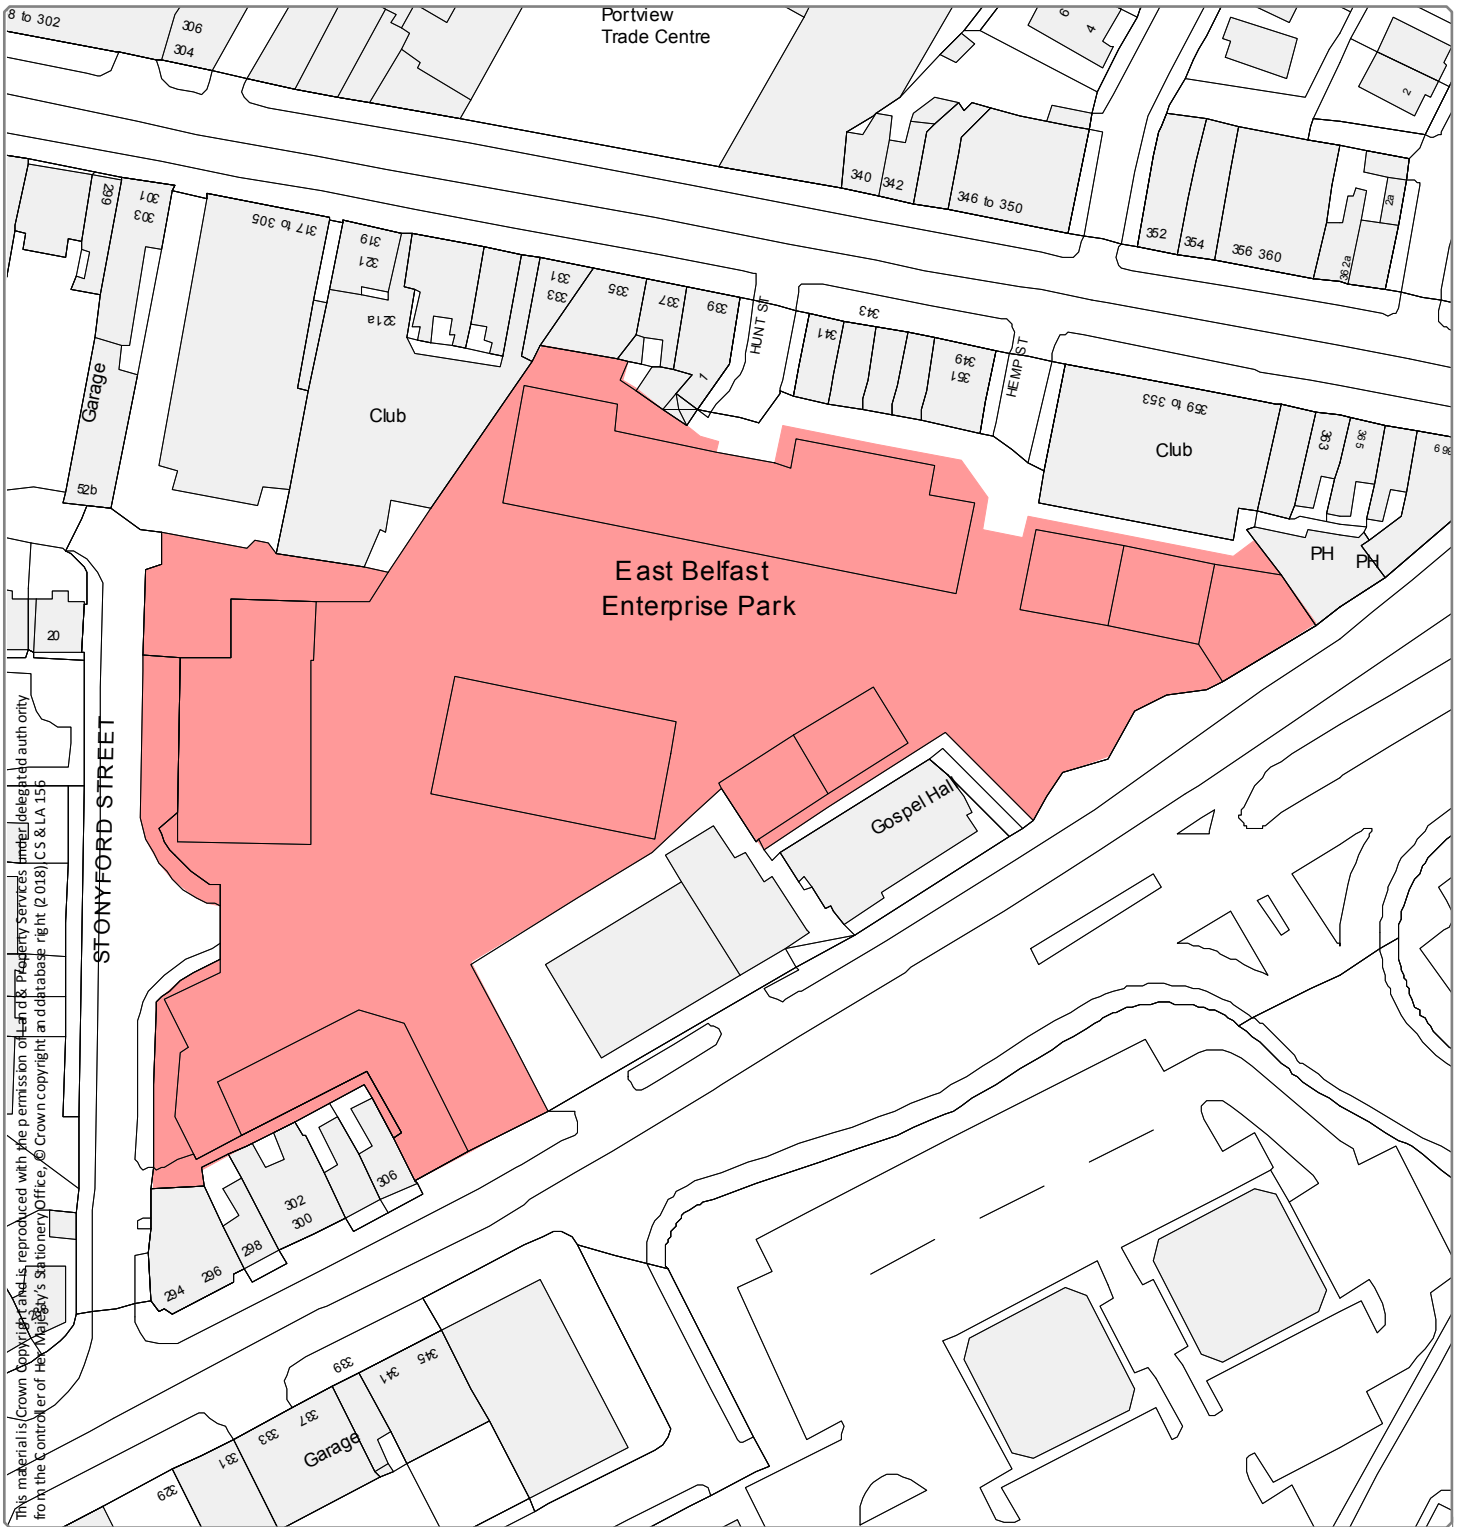 8 to 302
306
304
Portview
Trade Centre
6
4
2
340
342
346 to 350
352
354
356 360
362a
2a
299
301
303
317 to 305
319
321
321a
331
333
335
337
339
1
HUNT ST
341
343
349
351
HEMP ST
359 to 353
Club
363
365
369
PH
PH
Garage
52b
Club
East Belfast
Enterprise Park
20
STONYFORD STREET
Gospel Hall
306
302
300
298
296
294
339
345
341
337
333
331
329
Garage
This material is Crown Copyright and is reproduced with the permission of Land & Property Services under delegated authority
from the Controller of Her Majesty's Stationery Office, © Crown copyright and database right (2018) CS & LA 156